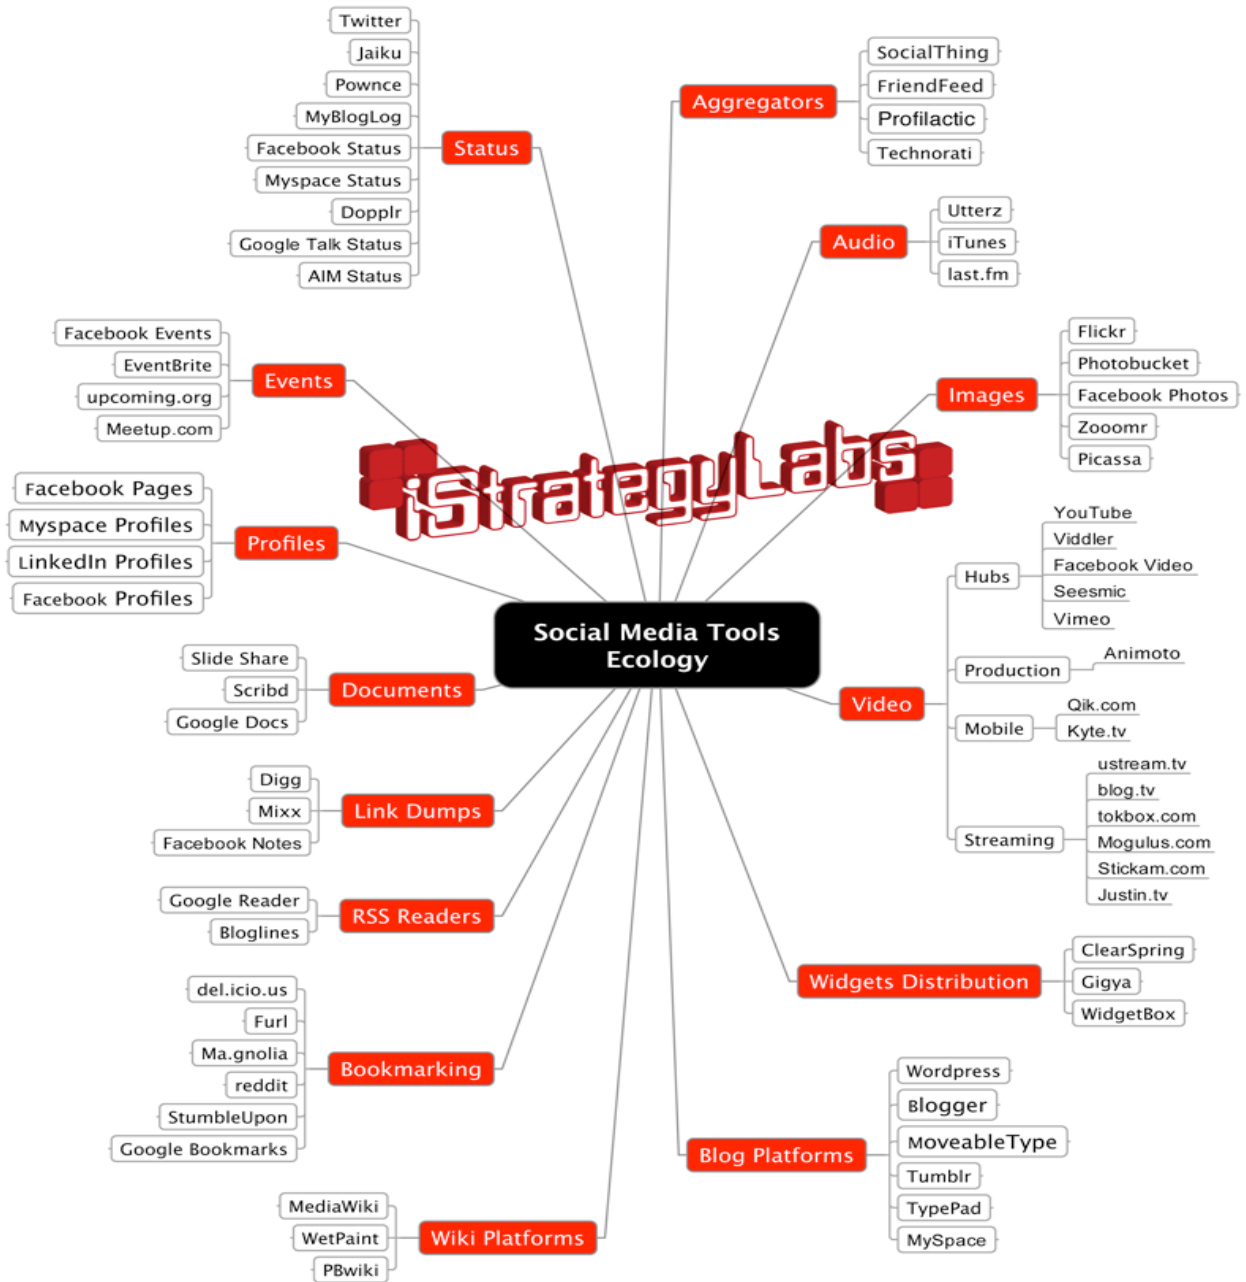 Twitter
Jaiku
Pownce
MyBlogLog
Facebook Status
Myspace Status
Dopplr
Google Talk Status
AIM Status
Status
Aggregators
SocialThing
FriendFeed
Profilactic
Technorati
Audio
Utterz
iTunes
last.fm
Facebook Events
EventBrite
upcoming.org
Meetup.com
Events
Images
Flickr
Photobucket
Facebook Photos
Zooomr
Picassa
iStrategyLabs
Facebook Pages
Myspace Profiles
LinkedIn Profiles
Facebook Profiles
Profiles
Social Media Tools
Ecology
Video
Hubs
YouTube
Viddler
Facebook Video
Seesmic
Vimeo
Production
Animoto
Mobile
Qik.com
Kyte.tv
Streaming
ustream.tv
blog.tv
tokbox.com
Mogulus.com
Stickam.com
Justin.tv
Slide Share
Scribd
Google Docs
Documents
Digg
Mixx
Facebook Notes
Link Dumps
Google Reader
Bloglines
RSS Readers
Widgets Distribution
ClearSpring
Gigya
WidgetBox
del.icio.us
Furl
Ma.gnolia
reddit
StumbleUpon
Google Bookmarks
Bookmarking
Blog Platforms
Wordpress
Blogger
MoveableType
Tumblr
TypePad
MySpace
MediaWiki
WetPaint
PBwiki
Wiki Platforms